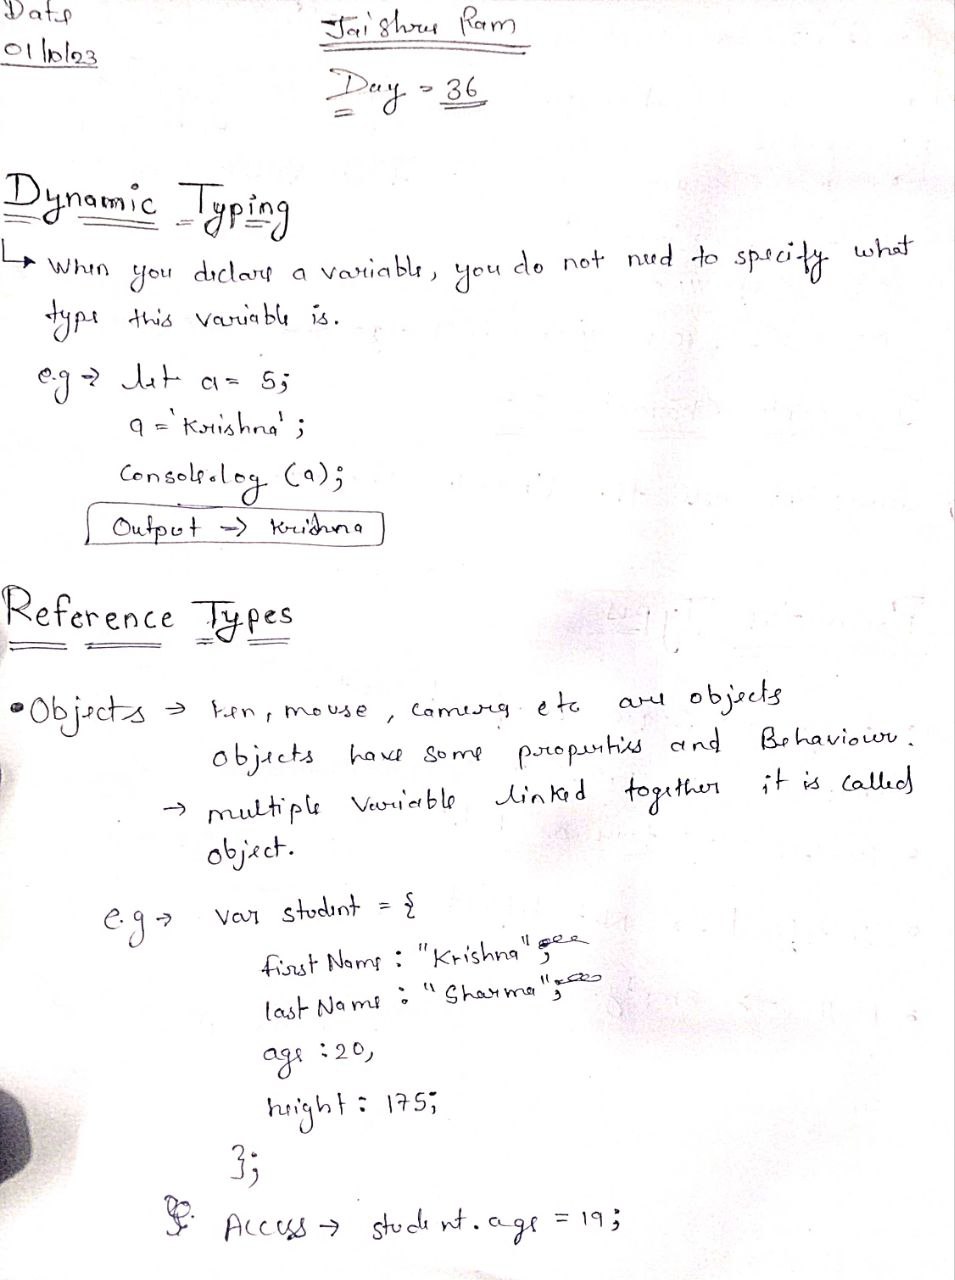 Date
01/10/23
Jai Shree Ram
Day - 36
Dynamic Typing
↳ When you declare a variable, you do not need to specify what
type this variable is.
e.g → let a = 5;
a = 'Krishna';
Console.log (a);
Output → Krishna
Reference Types
• Objects → Pen, mouse, camera etc are objects
objects have some properties and Behaviour.
→ multiple Variable linked together it is called
object.
e.g → var student = {
first Name : "Krishna";
last Name : "Sharma";
age : 20,
height : 175;
};
Access → student.age = 19;